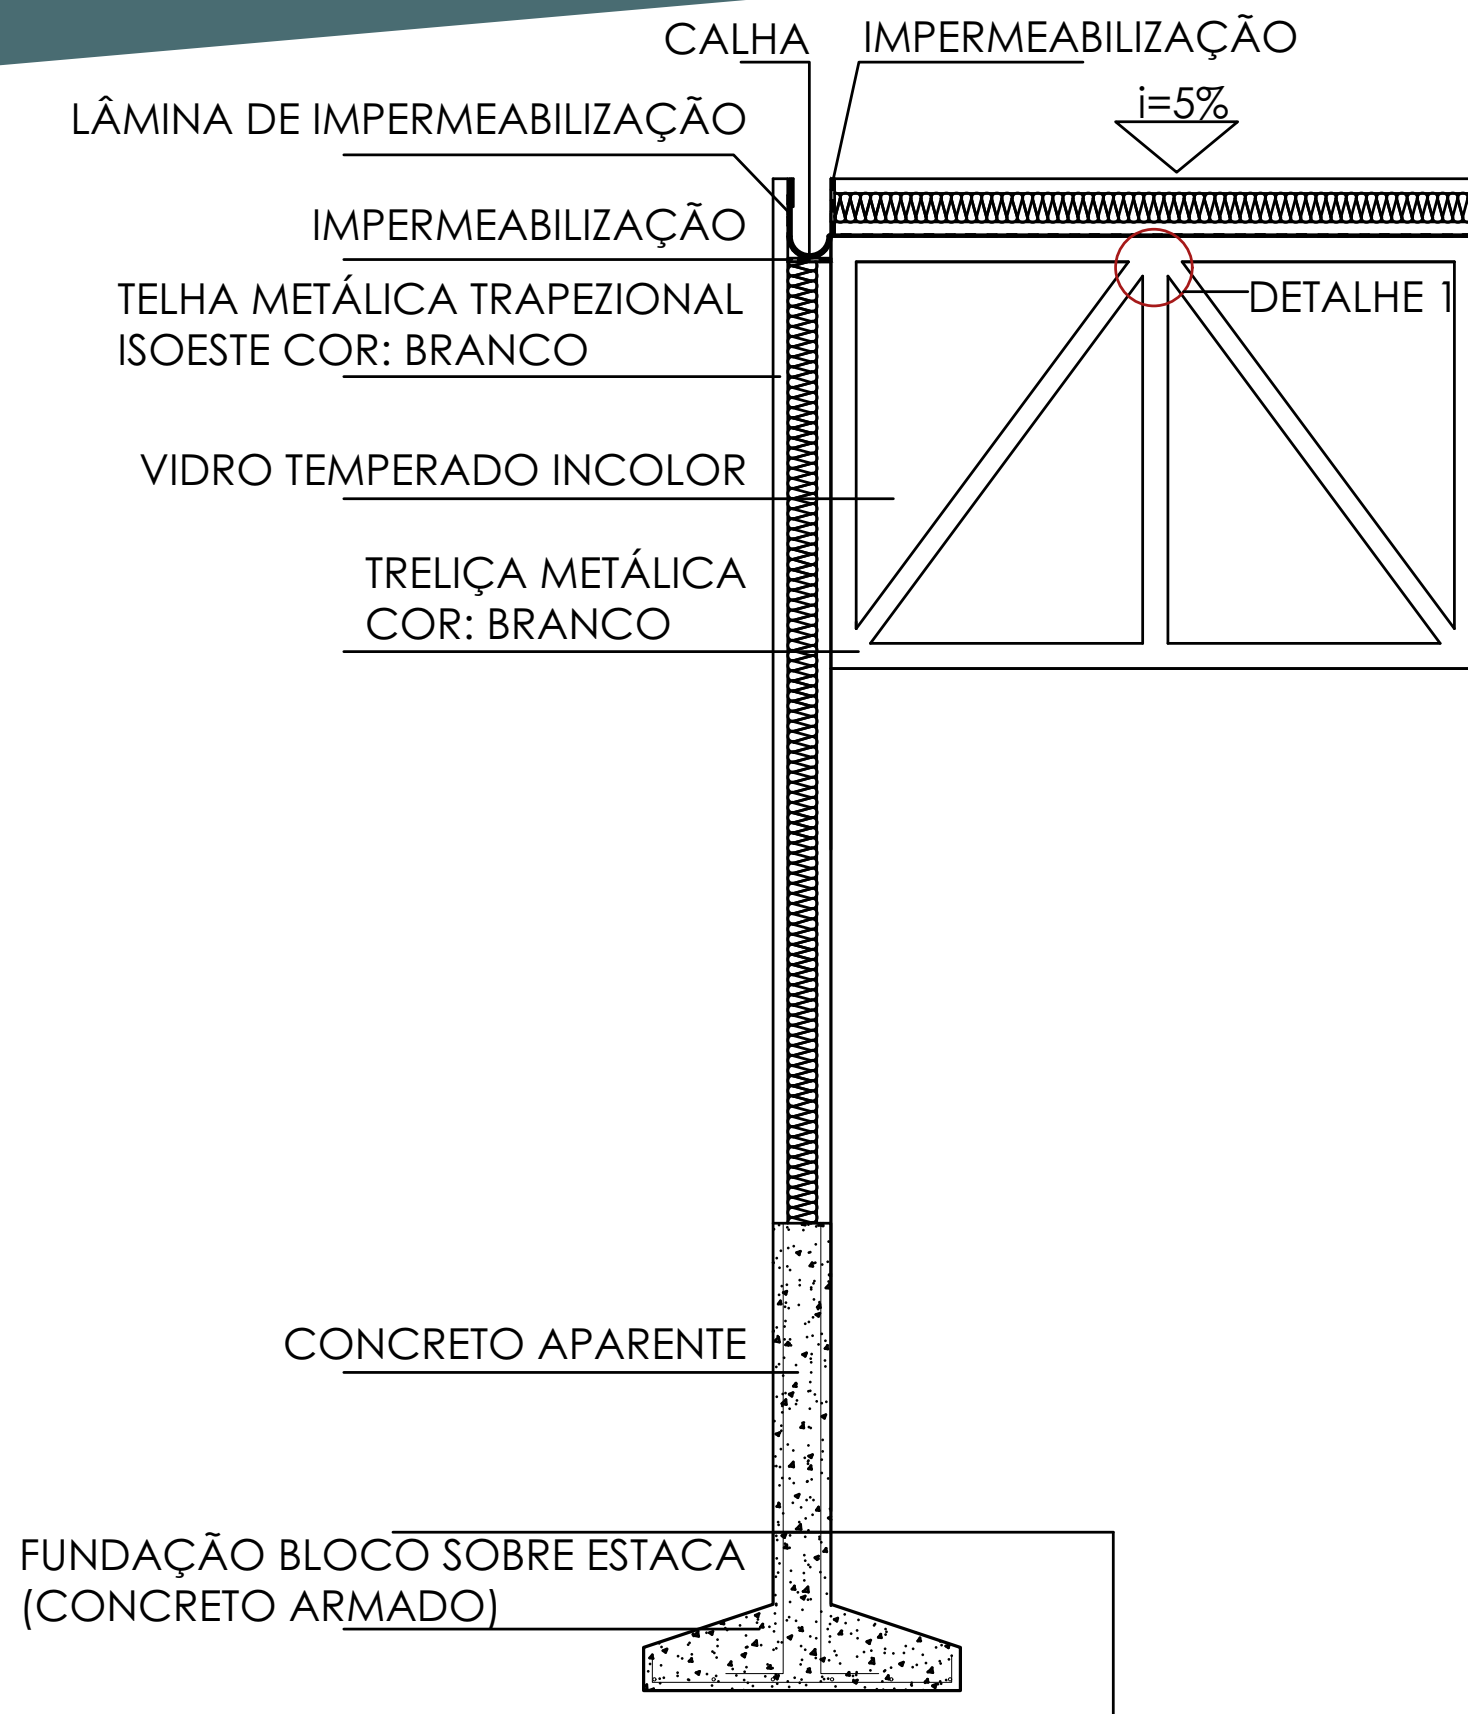 CALHA
IMPERMEABILIZAÇÃO
i=5%
LÂMINA DE IMPERMEABILIZAÇÃO
IMPERMEABILIZAÇÃO
TELHA METÁLICA TRAPEZIONAL
ISOESTE COR: BRANCO
DETALHE 1
VIDRO TEMPERADO INCOLOR
TRELIÇA METÁLICA
COR: BRANCO
CONCRETO APARENTE
FUNDAÇÃO BLOCO SOBRE ESTACA
(CONCRETO ARMADO)